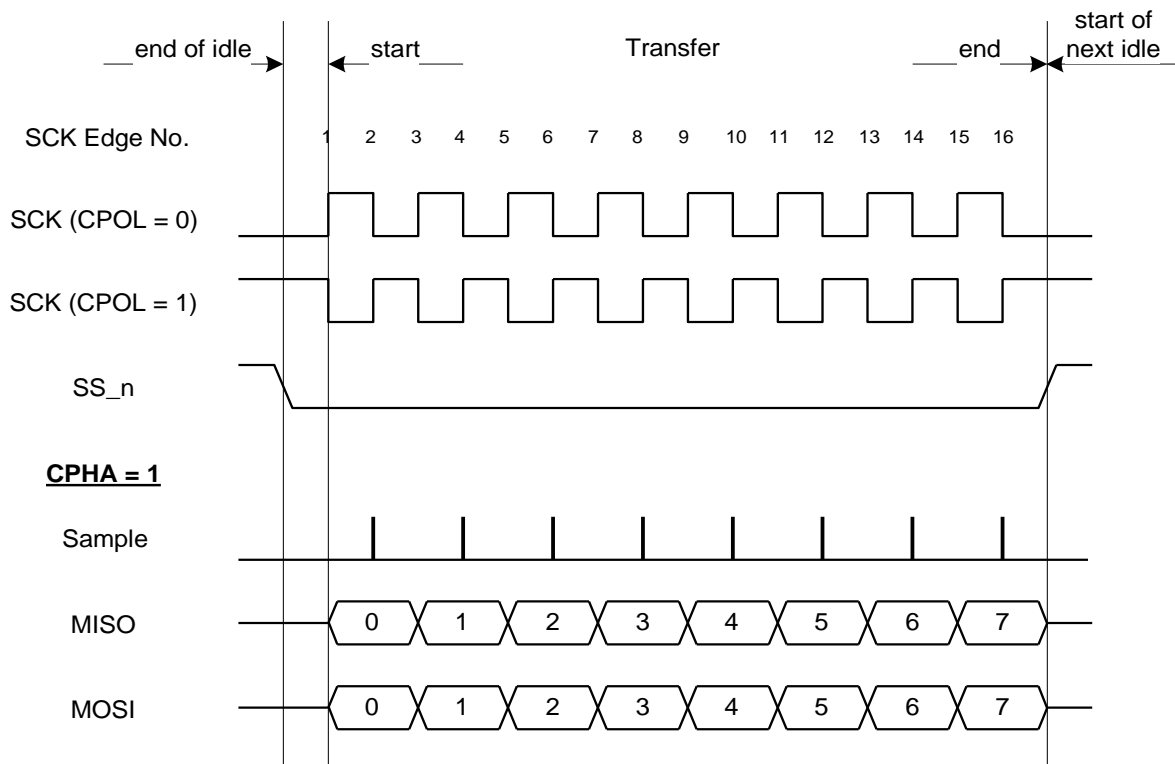 start of
end of idle start Transfer end next idle
SCK Edge No. 1 2 3 4 5 6 7 8 9 10 11 12 13 14 15 16
SCK (CPOL = 0)
SCK (CPOL = 1)
SS_n
CPHA = 1
Sample
MISO 0 1 2 3 4 5 6 7
MOSI 0 1 2 3 4 5 6 7